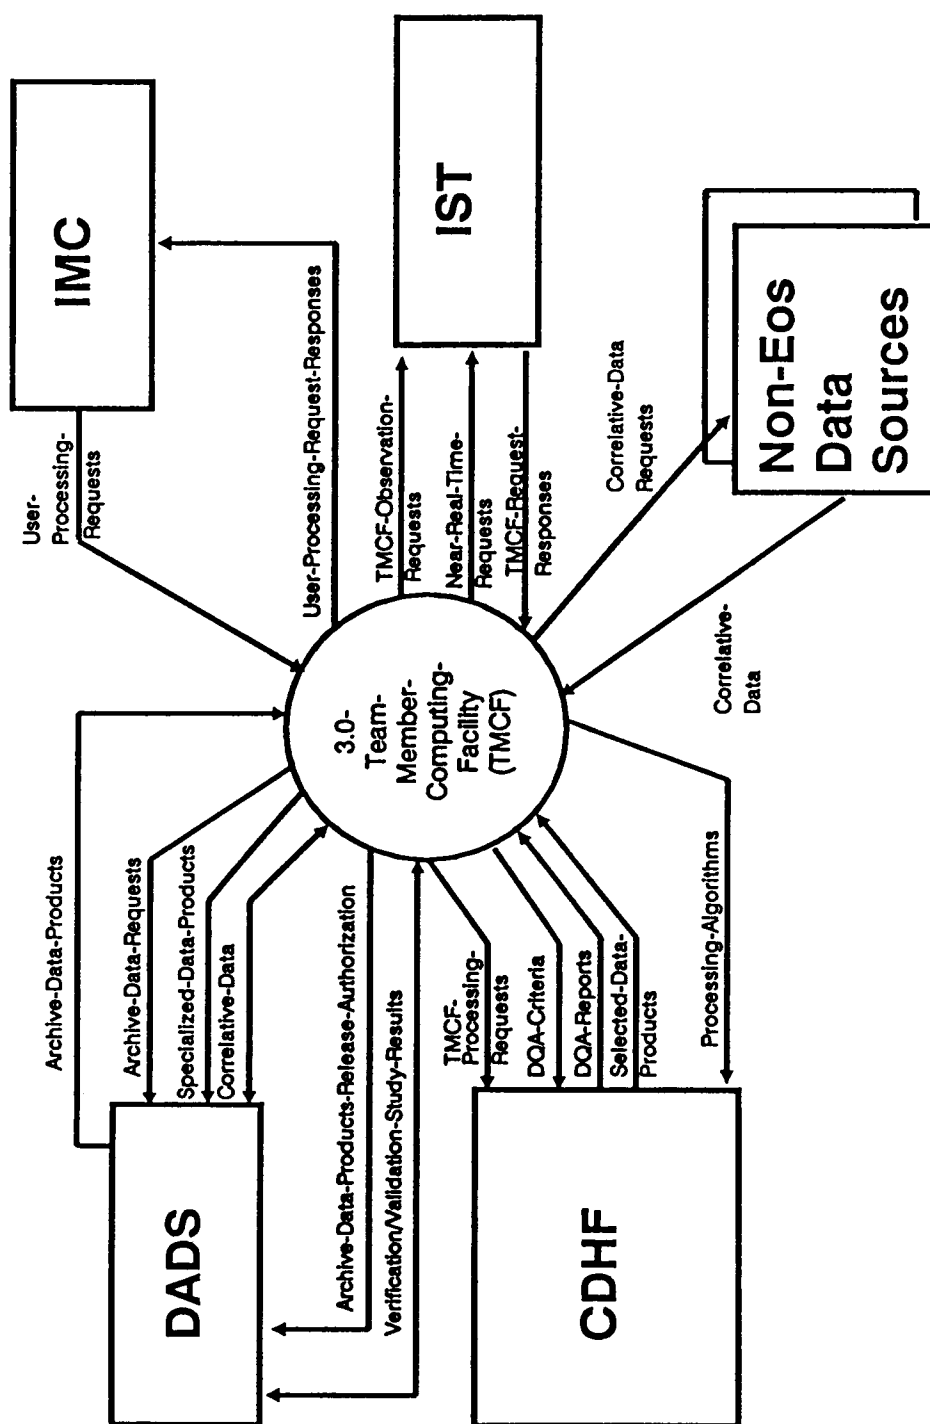 DADS
Archive-Data-Products
Archive-Data-Requests
Specialized-Data-Products
Correlative-Data
Archive-Data-Products-Release-Authorization
Verification/Validation-Study-Results
User-
Processing-
Requests
IMC
User-Processing-Request-Responses
3.0-
Team-
Member-
Computing-
Facility
(TMCF)
TMCF-Observation-
Requests
Near-Real-Time-
Requests
TMCF-Request-
Responses
IST
CDHF
TMCF-
Processing-
Requests
DQA-Criteria
DQA-Reports
Selected-Data-
Products
Processing-Algorithms
Correlative-
Data
Correlative-Data
Requests
Non-Eos
Data
Sources